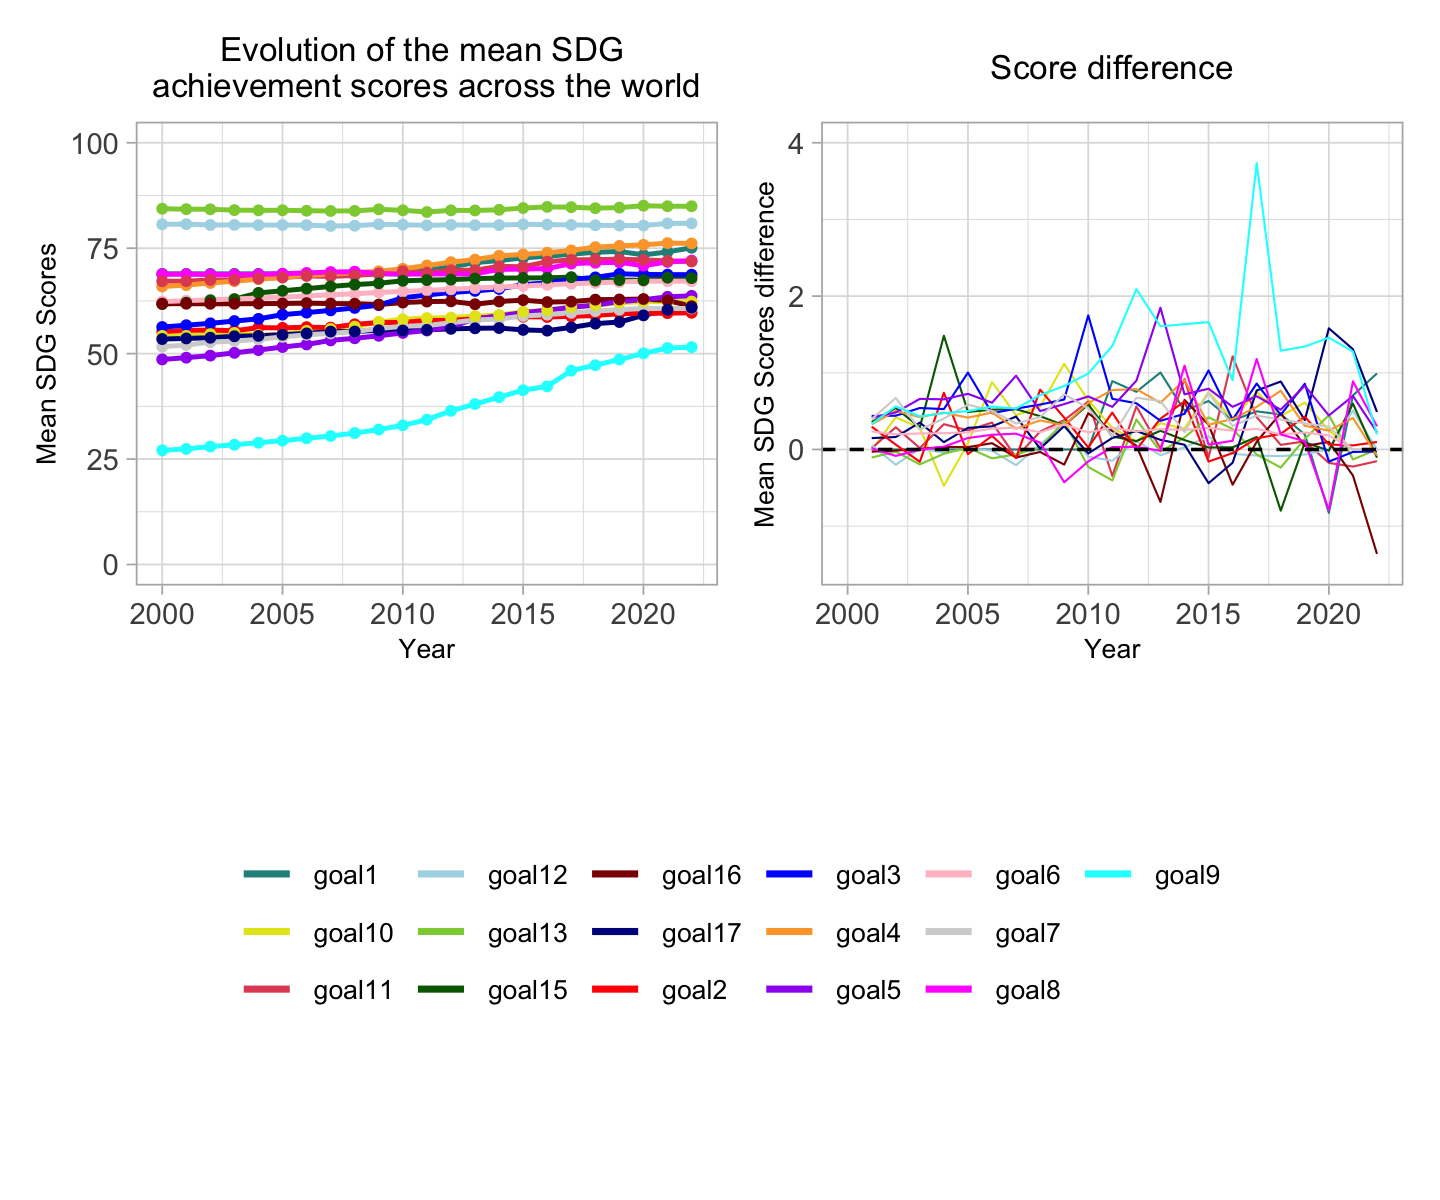 Evolution of the mean SDG
achievement scores across the world
Mean SDG Scores
100
75
50
25
0
2000 2005 2010 2015 2020
Year
Score difference
Mean SDG Scores difference
4
2
0
2000 2005 2010 2015 2020
Year
goal1 goal12 goal16 goal3 goal6 goal9
goal10 goal13 goal17 goal4 goal7
goal11 goal15 goal2 goal5 goal8